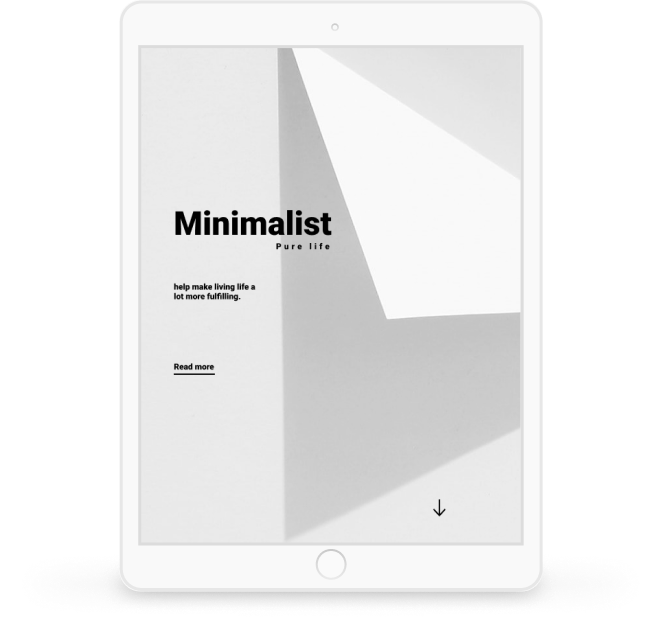 Minimalist
Pure life
help make living life a
lot more fulfilling.
Read more